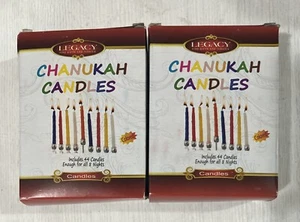 LEGACY
CHANUKAH
CANDLES
Includes 44 Candles
Enough for all 8 Nights
Candles
LEGACY
CHANUKAH
CANDLES
Includes 44 Candles
Enough for all 8 Nights
Candles